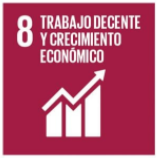 8 TRABAJO DECENTE
Y CRECIMIENTO
ECONÓMICO